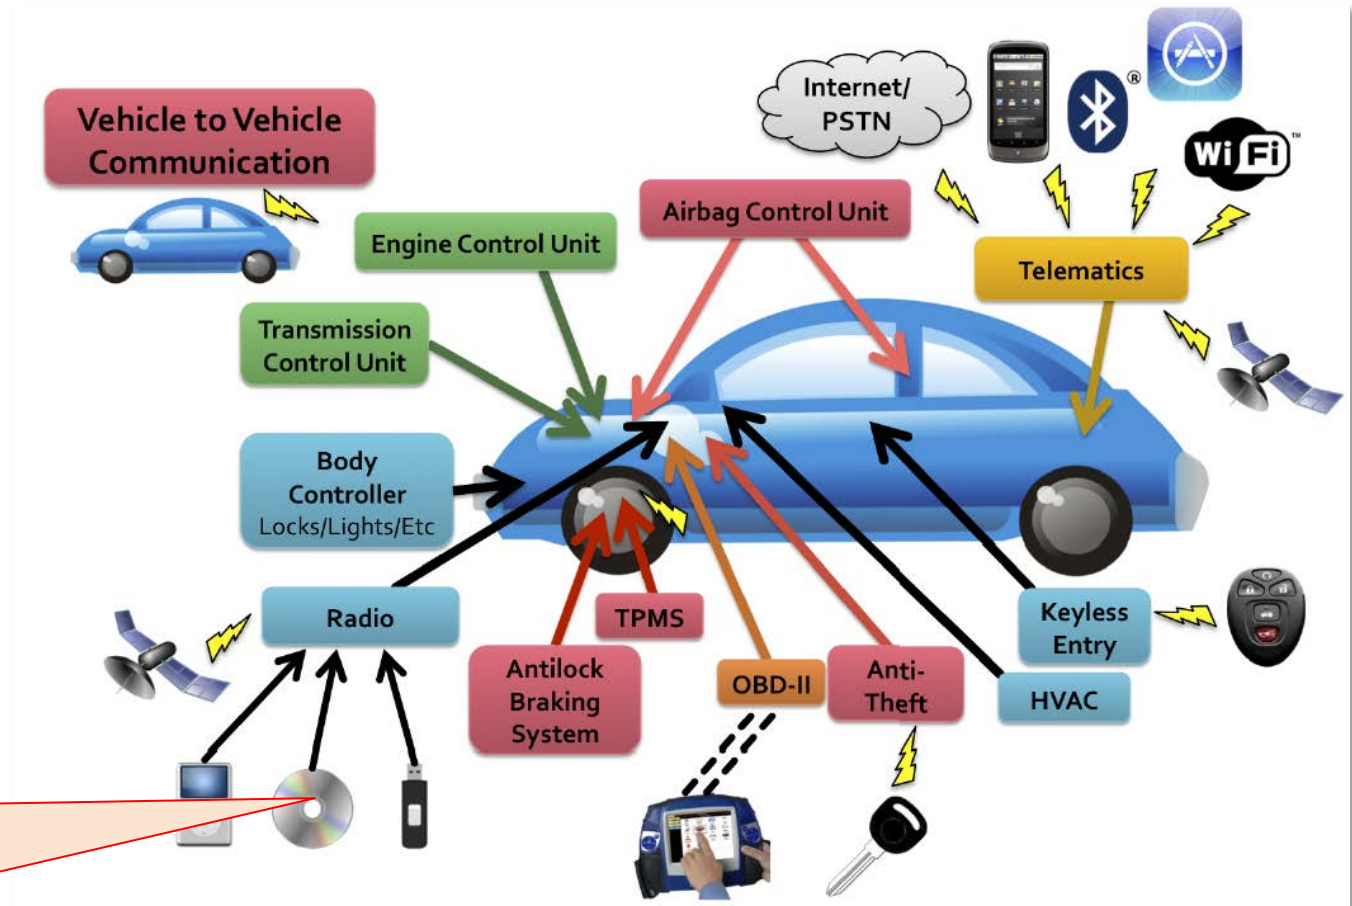 Vehicle to Vehicle
Communication
Internet/
PSTN
®
Wi Fi™
Airbag Control Unit
Engine Control Unit
Telematics
Transmission
Control Unit
Body
Controller
Locks/Lights/Etc
Radio
TPMS
Antilock
Braking
System
OBD-II
Anti-
Theft
Keyless
Entry
HVAC